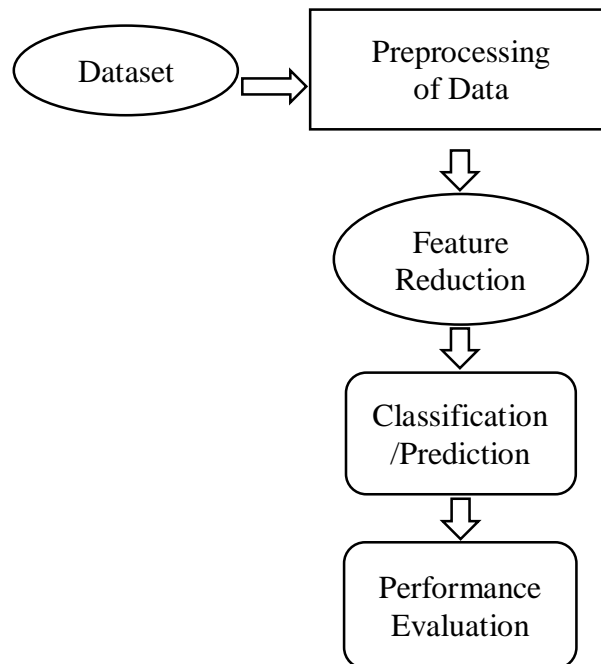 Dataset
Preprocessing
of Data
Feature
Reduction
Classification
/Prediction
Performance
Evaluation